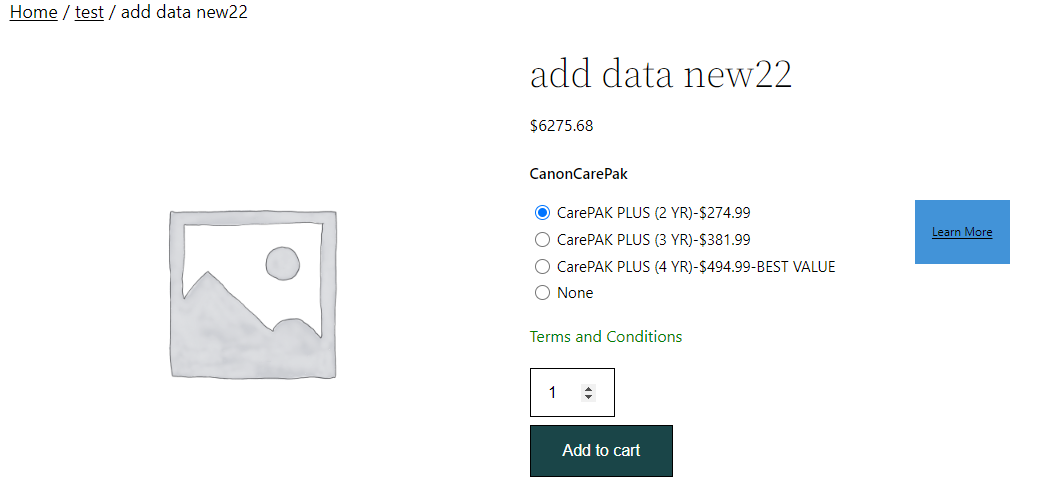 Home / test / add data new22
add data new22
$6275.68
CanonCarePak
CarePAK PLUS (2 YR)-$274.99
CarePAK PLUS (3 YR)-$381.99
Learn More
CarePAK PLUS (4 YR)-$494.99-BEST VALUE
None
Terms and Conditions
1
Add to cart